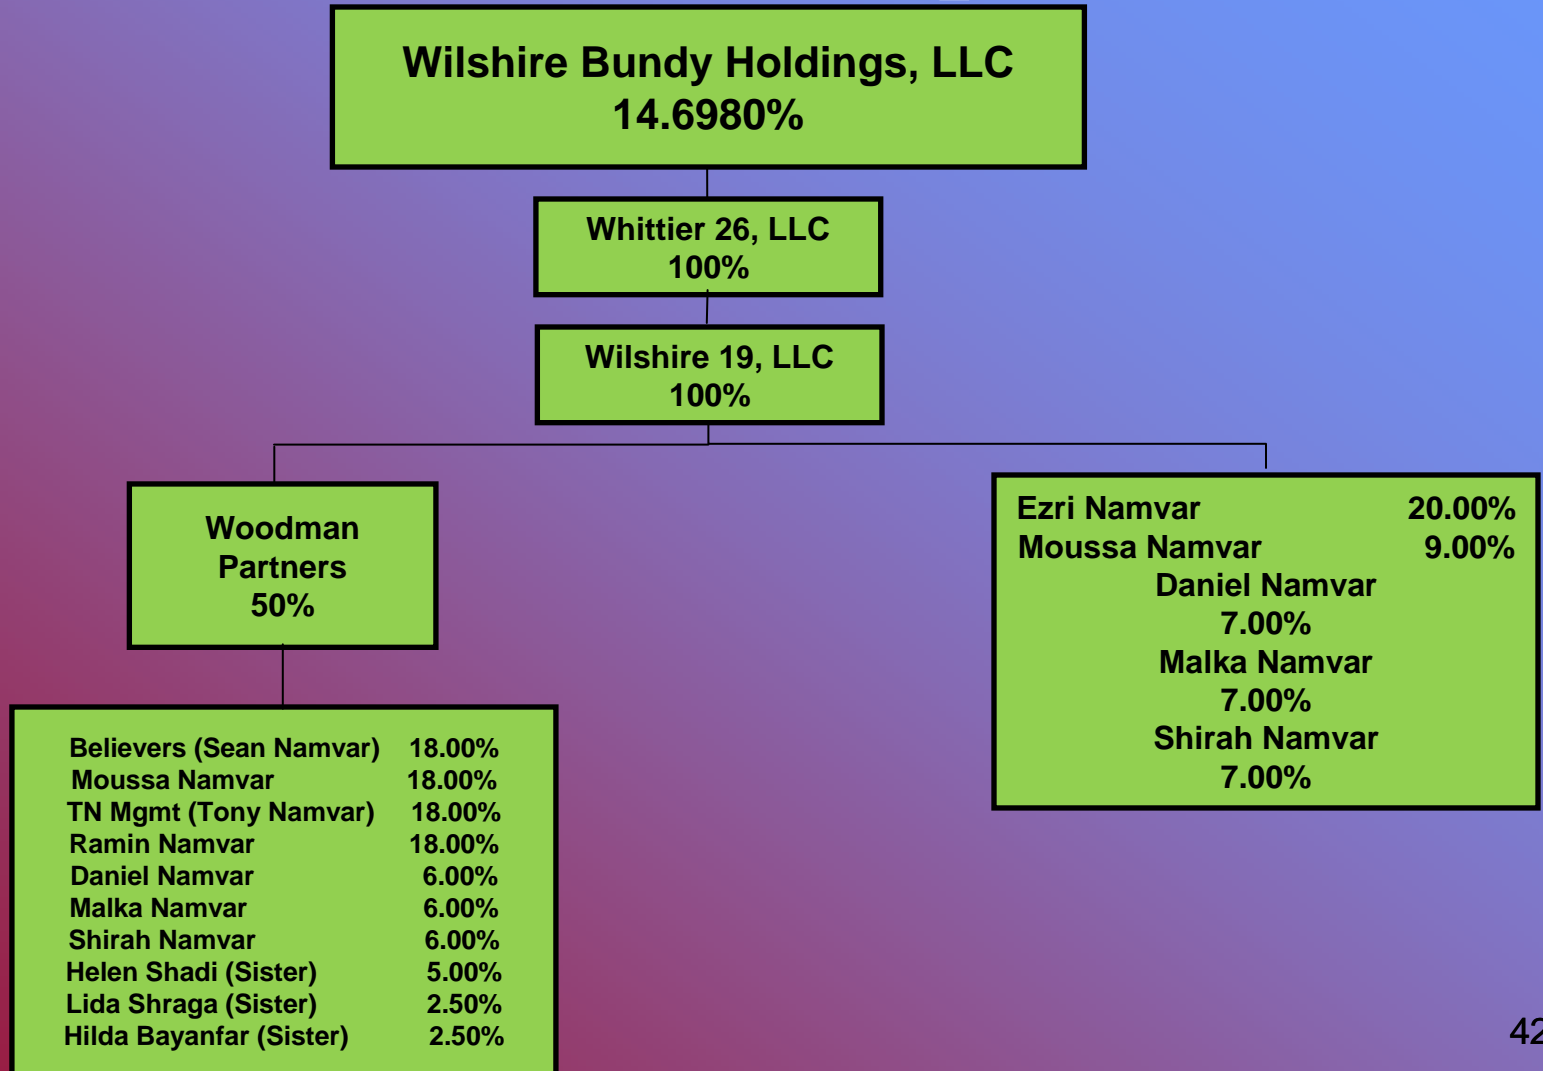 Wilshire Bundy Holdings, LLC
14.6980%
Whittier 26, LLC
100%
Wilshire 19, LLC
100%
Woodman
Partners
50%
Ezri Namvar 20.00%
Moussa Namvar 9.00%
Daniel Namvar
7.00%
Malka Namvar
7.00%
Shirah Namvar
7.00%
Believers (Sean Namvar) 18.00%
Moussa Namvar 18.00%
TN Mgmt (Tony Namvar) 18.00%
Ramin Namvar 18.00%
Daniel Namvar 6.00%
Malka Namvar 6.00%
Shirah Namvar 6.00%
Helen Shadi (Sister) 5.00%
Lida Shraga (Sister) 2.50%
Hilda Bayanfar (Sister) 2.50%
42